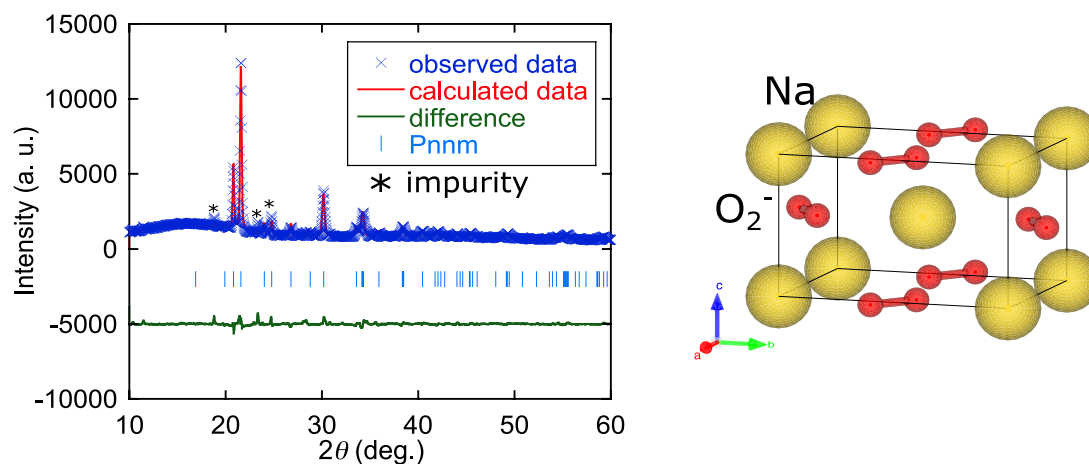 15000
10000
5000
0
-5000
-10000
Intensity (a. u.)
10
20
30
40
50
60
2θ (deg.)
observed data
calculated data
difference
Pnnm
* impurity
*
*
*
Na
O₂⁻
c
a
b